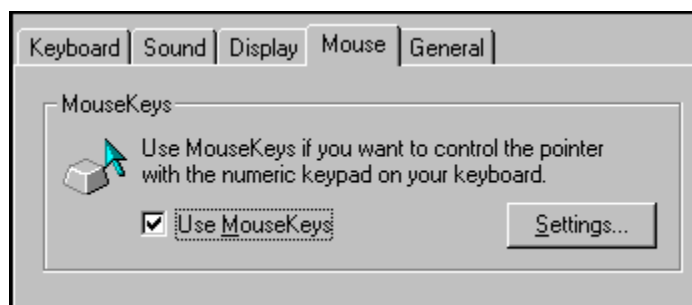 Keyboard Sound Display Mouse General
MouseKeys
Use MouseKeys if you want to control the pointer
with the numeric keypad on your keyboard.
Use MouseKeys Settings...